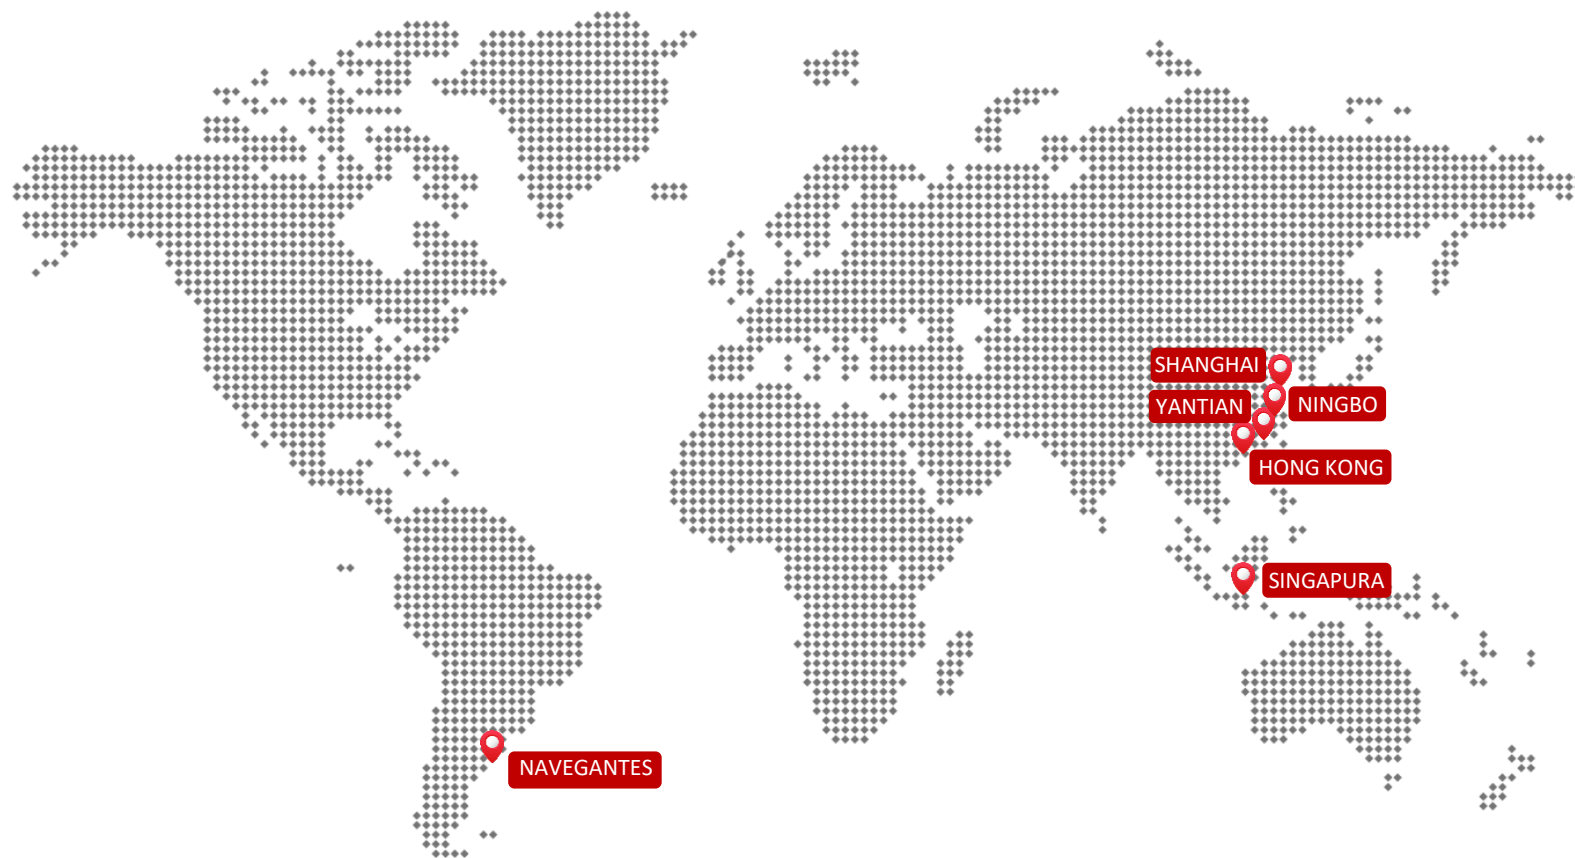 SHANGHAI
YANTIAN
NINGBO
HONG KONG
SINGAPURA
NAVEGANTES